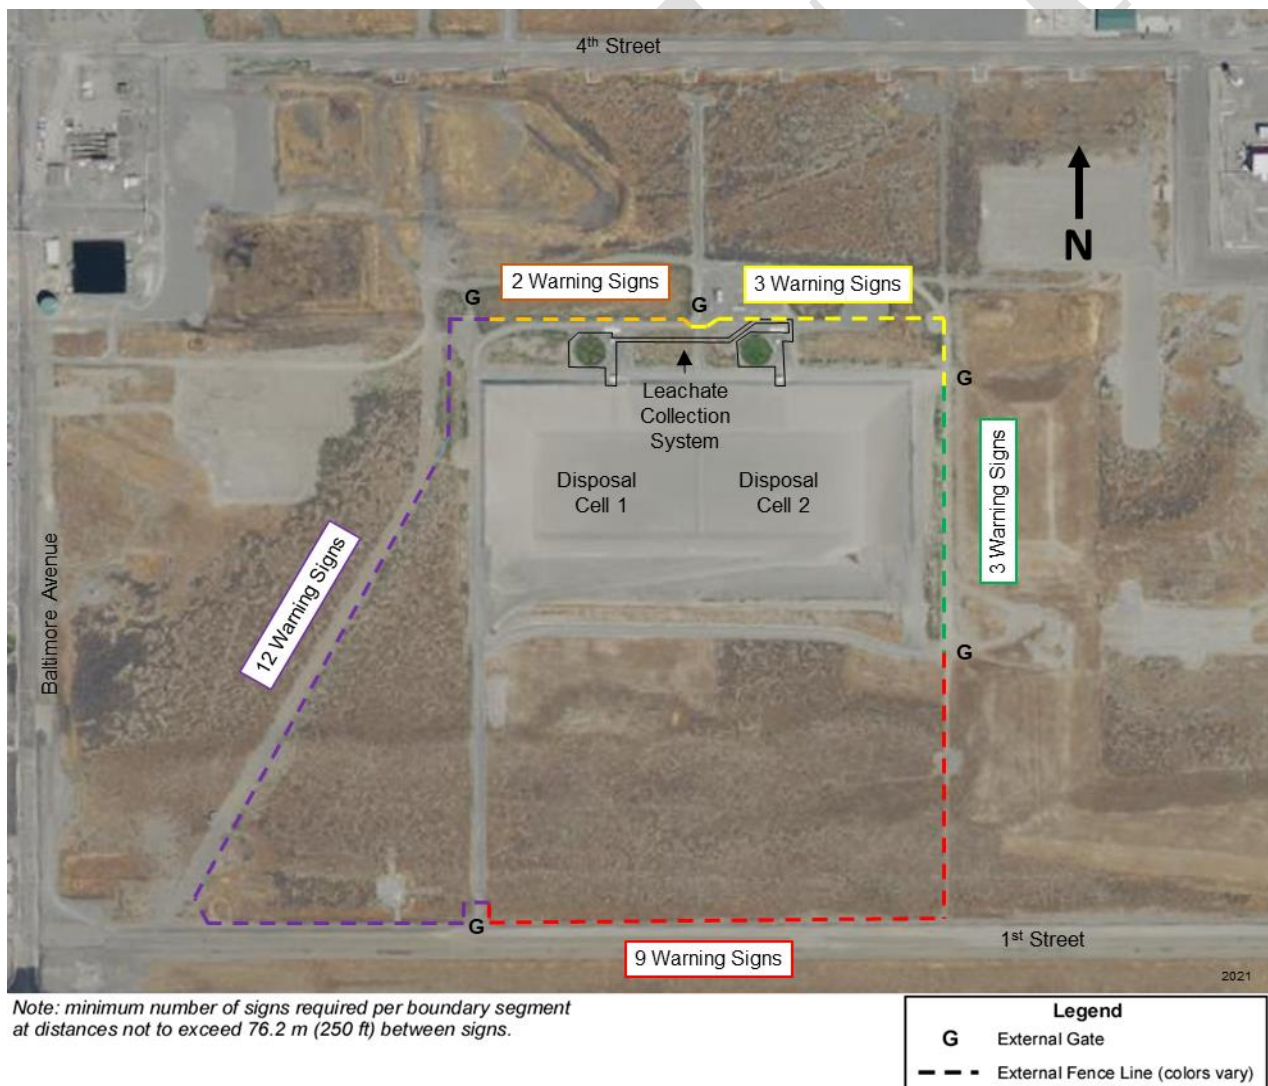 4th Street
N
2 Warning Signs
3 Warning Signs
G
G
G
Leachate
Collection
System
3 Warning Signs
Disposal
Cell 1
Disposal
Cell 2
12 Warning Signs
Baltimore Avenue
G
G
1st Street
9 Warning Signs
2021
Note: minimum number of signs required per boundary segment
at distances not to exceed 76.2 m (250 ft) between signs.
Legend
G External Gate
External Fence Line (colors vary)